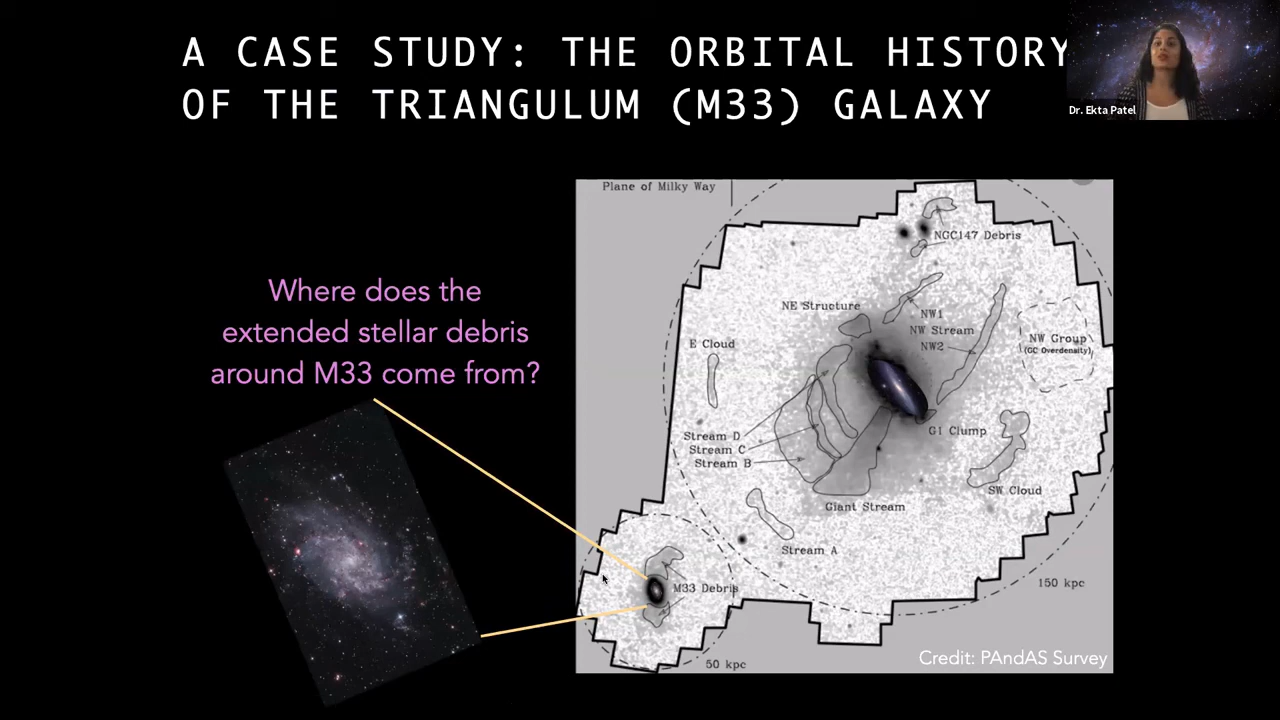 A CASE STUDY: THE ORBITAL HISTORY
OF THE TRIANGULUM (M33) GALAXY
Dr. Ekta Patel
Where does the
extended stellar debris
around M33 come from?
Plane of Milky Way
NGC147 Debris
NE Structure
NW1
NW Stream
NW2
E Cloud
NW Group
(GC Overdensity)
Stream D
Stream C
Stream B
G1 Clump
SW Cloud
Giant Stream
Stream A
M33 Debris
150 kpc
50 kpc
Credit: PAndAS Survey